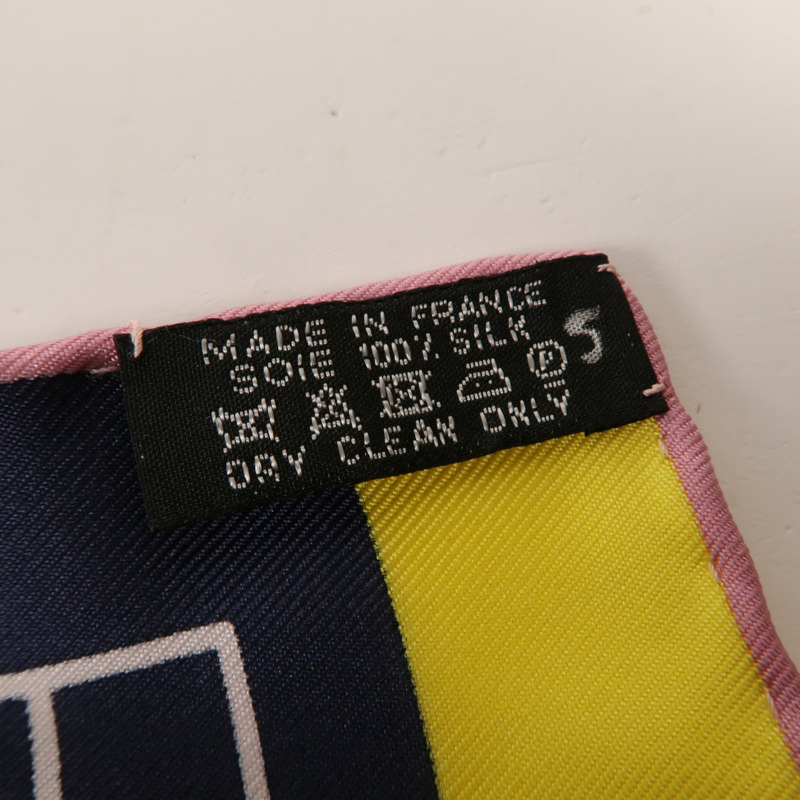 MADE IN FRANCE
SOIE 100% SILK
P
DRY CLEAN ONLY